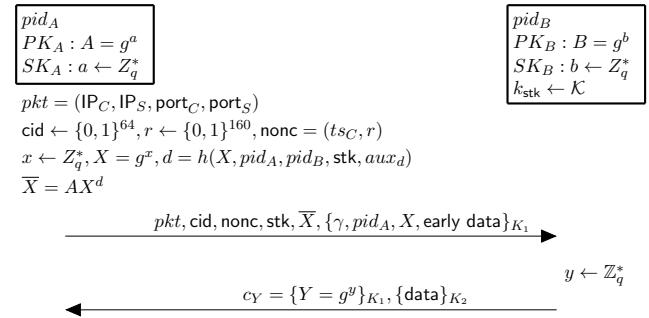 pid_A
PK_A : A = g^a
SK_A : a ← Z_q^*
pid_B
PK_B : B = g^b
SK_B : b ← Z_q^*
k_stk ← 𝒦
pkt = (IP_C, IP_S, port_C, port_S)
cid ← {0, 1}^64, r ← {0, 1}^160, nonc = (ts_C, r)
x ← Z_q^*, X = g^x, d = h(X, pid_A, pid_B, stk, aux_d)
X̅ = AX^d
pkt, cid, nonc, stk, X̅, {γ, pid_A, X, early data}_{K_1}
y ← ℤ_q^*
c_Y = {Y = g^y}_{K_1}, {data}_{K_2}